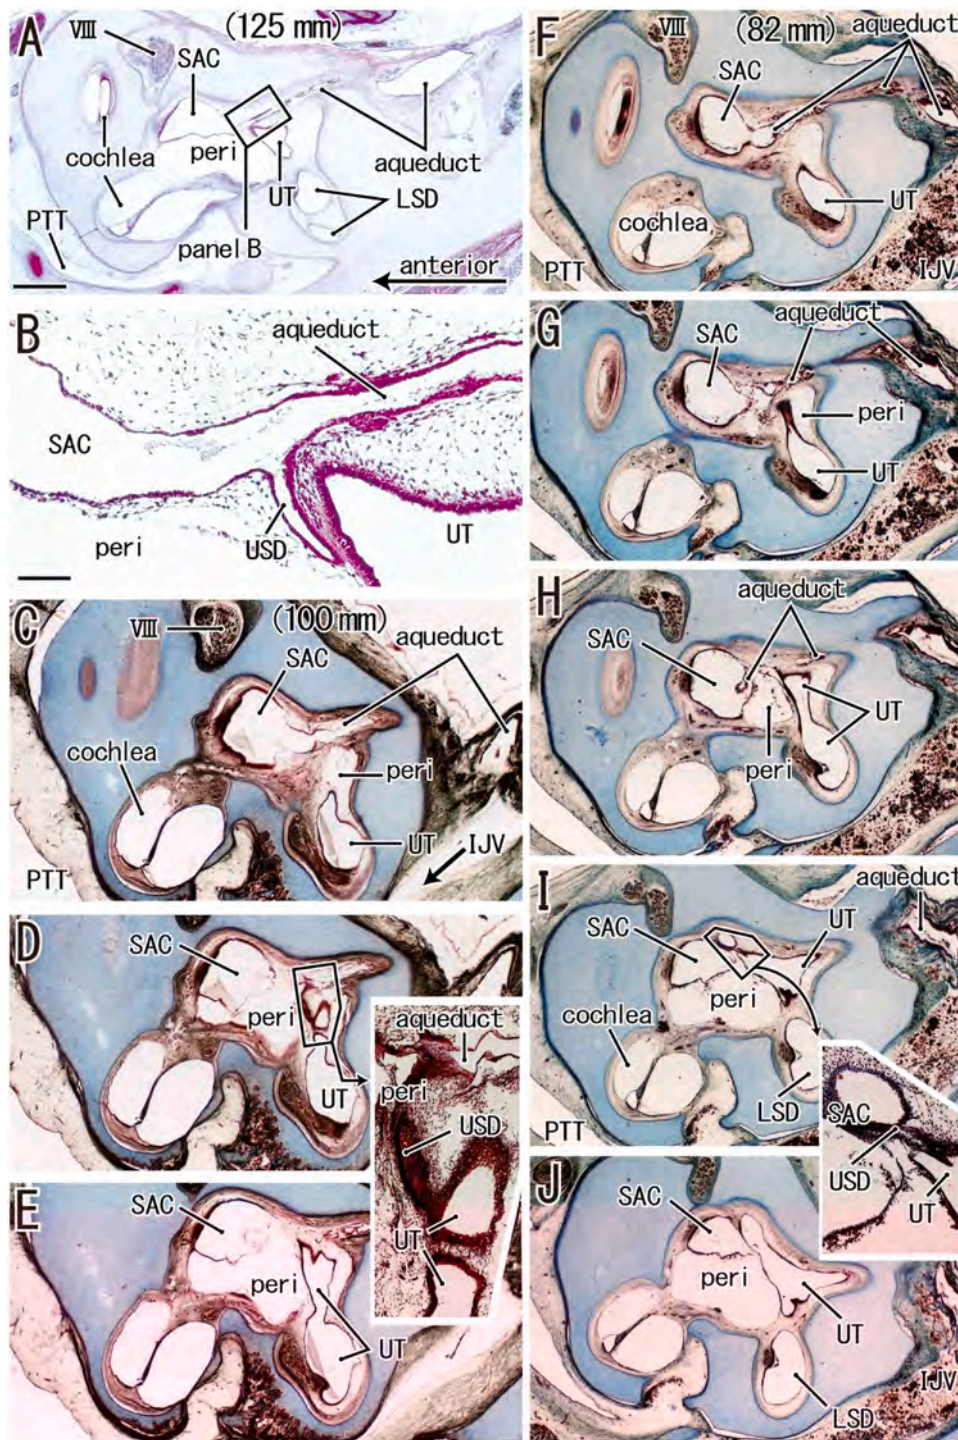 A
VIII
(125 mm)
SAC
cochlea
peri
aqueduct
UT
LSD
PTT
panel B
anterior
B
aqueduct
SAC
peri
USD
UT
C
VIII
(100 mm)
aqueduct
SAC
cochlea
peri
UT
IJV
PTT
D
SAC
peri
UT
aqueduct
peri
USD
UT
E
SAC
peri
UT
F
VIII
(82 mm)
aqueduct
SAC
UT
cochlea
PTT
IJV
G
SAC
aqueduct
peri
UT
H
aqueduct
SAC
UT
peri
I
aqueduct
UT
SAC
peri
cochlea
LSD
PTT
SAC
USD
UT
J
SAC
peri
UT
LSD
IJV